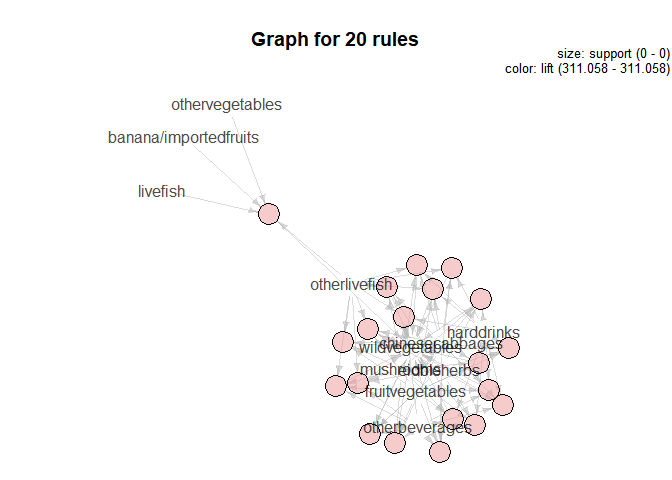 Graph for 20 rules
size: support (0 - 0)
color: lift (311.058 - 311.058)
othervegetables
banana/importedfruits
livefish
otherlivefish
harddrinks
chinesecabbages
wildvegetables
mushrooms
edibleherbs
fruitvegetables
otherbeverages